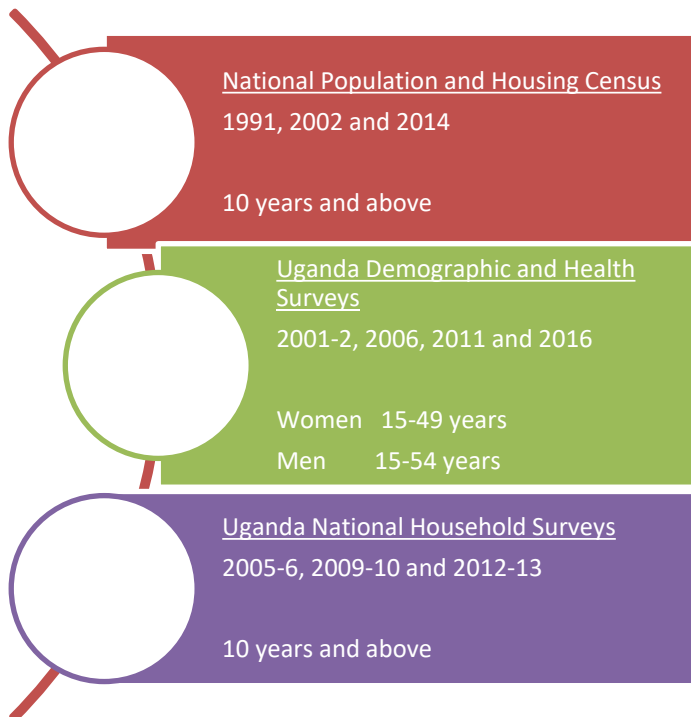 National Population and Housing Census
1991, 2002 and 2014
10 years and above
Uganda Demographic and Health
Surveys
2001-2, 2006, 2011 and 2016
Women 15-49 years
Men 15-54 years
Uganda National Household Surveys
2005-6, 2009-10 and 2012-13
10 years and above